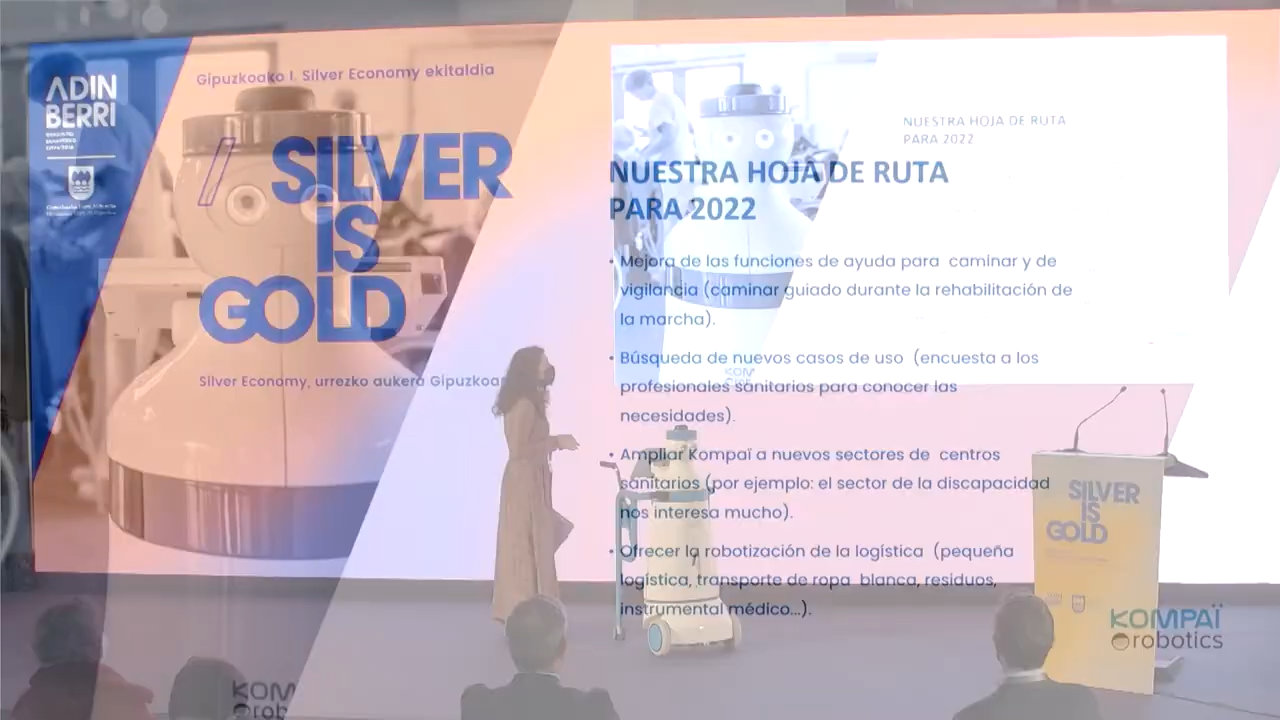 ADIN
BERRI
Gipuzkoako I. Silver Economy ekitaldia
/ SILVER
IS
GOLD
Silver Economy, urrezko aukera Gipuzkoan
NUESTRA HOJA DE RUTA
PARA 2022
NUESTRA HOJA DE RUTA
PARA 2022
• Mejora de las funciones de ayuda para caminar y de
vigilancia (caminar guiado durante la rehabilitación de
la marcha).
• Búsqueda de nuevos casos de uso (encuesta a los
profesionales sanitarios para conocer las
necesidades).
• Ampliar Kompaï a nuevos sectores de centros
sanitarios (por ejemplo: el sector de la discapacidad
nos interesa mucho).
• Ofrecer la robotización de la logística (pequeña
logística, transporte de ropa blanca, residuos,
instrumental médico...).
SILVER
IS
GOLD
KOMPAÏ
robotics
KOM
rob